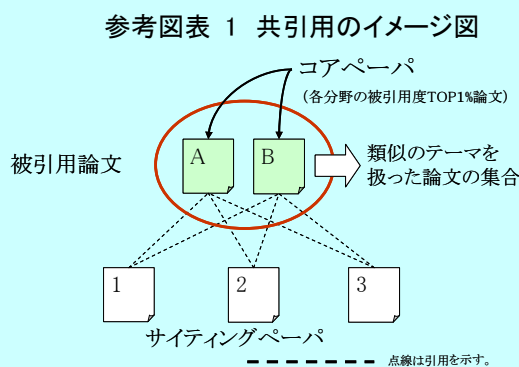 参考図表 1 共引用のイメージ図
コアペーパ
(各分野の被引用度TOP1%論文)
被引用論文
A
B
類似のテーマを
扱った論文の集合
1
2
3
サイティングペーパ
点線は引用を示す。